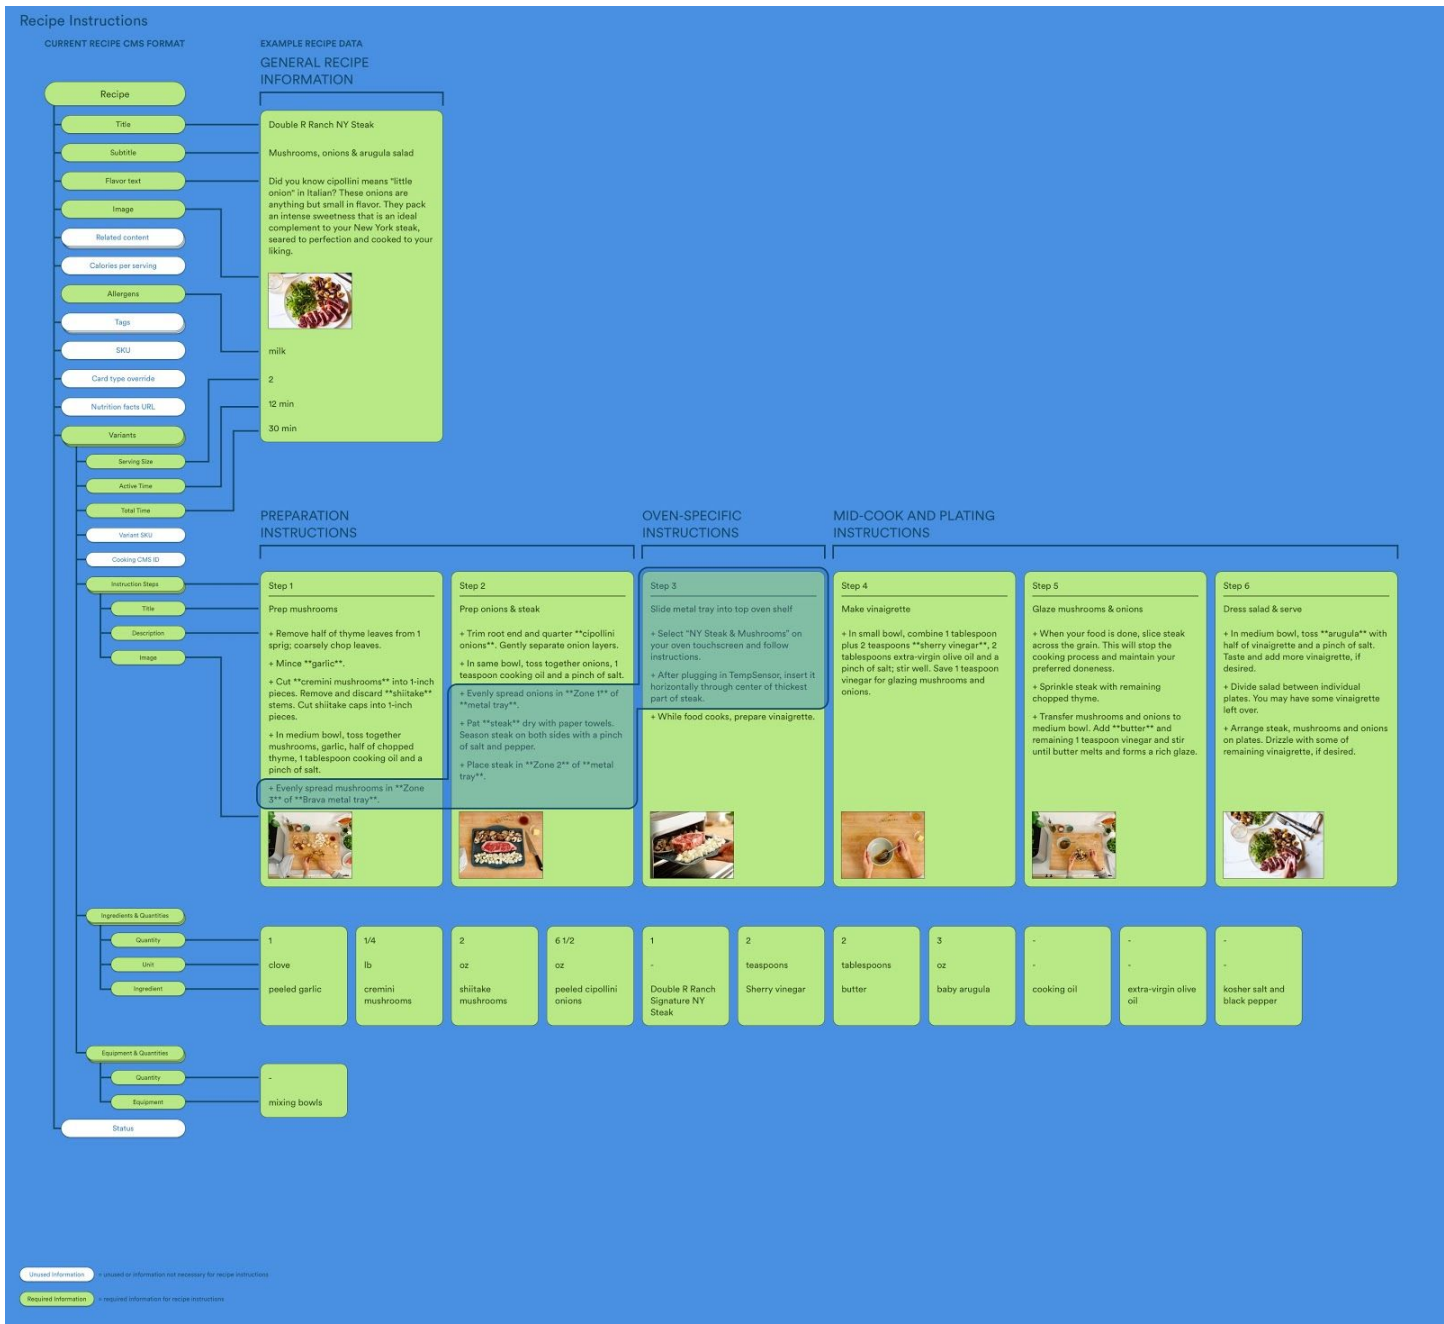 Recipe Instructions
CURRENT RECIPE CMS FORMAT
EXAMPLE RECIPE DATA
GENERAL RECIPE
INFORMATION
Recipe
Title
Subtitle
Flavor text
Image
Related content
Calories per serving
Allergens
Tags
SKU
Card type override
Nutrition facts URL
Variants
Serving Size
Active Time
Total Time
Variant SKU
Cooking CMS ID
Instruction Steps
Title
Description
Image
Ingredients & Quantities
Quantity
Unit
Ingredient
Equipment & Quantities
Quantity
Equipment
Status
Double R Ranch NY Steak
Mushrooms, onions & arugula salad
Did you know cipollini means "little
onion" in Italian? These onions are
anything but small in flavor. They pack
an intense sweetness that is an ideal
complement to your New York steak,
seared to perfection and cooked to your
liking.
milk
2
12 min
30 min
PREPARATION
INSTRUCTIONS
OVEN-SPECIFIC
INSTRUCTIONS
MID-COOK AND PLATING
INSTRUCTIONS
Step 1
Prep mushrooms
+ Remove half of thyme leaves from 1
sprig; coarsely chop leaves.
+ Mince **garlic**.
+ Cut **cremini mushrooms** into 1-inch
pieces. Remove and discard **shiitake**
stems. Cut shiitake caps into 1-inch
pieces.
+ In medium bowl, toss together
mushrooms, garlic, half of chopped
thyme, 1 tablespoon cooking oil and a
pinch of salt.
+ Evenly spread mushrooms in **Zone
3** of **Brava metal tray**.
Step 2
Prep onions & steak
+ Trim root end and quarter **cipollini
onions**. Gently separate onion layers.
+ In same bowl, toss together onions, 1
teaspoon cooking oil and a pinch of salt.
+ Evenly spread onions in **Zone 1** of
**metal tray**.
+ Pat **steak** dry with paper towels.
Season steak on both sides with a pinch
of salt and pepper.
+ Place steak in **Zone 2** of **metal
tray**.
Step 3
Slide metal tray into top oven shelf
+ Select "NY Steak & Mushrooms" on
your oven touchscreen and follow
instructions.
+ After plugging in TempSensor, insert it
horizontally through center of thickest
part of steak.
+ While food cooks, prepare vinaigrette.
Step 4
Make vinaigrette
+ In small bowl, combine 1 tablespoon
plus 2 teaspoons **sherry vinegar**, 2
tablespoons extra-virgin olive oil and a
pinch of salt; stir well. Save 1 teaspoon
vinegar for glazing mushrooms and
onions.
Step 5
Glaze mushrooms & onions
+ When your food is done, slice steak
across the grain. This will stop the
cooking process and maintain your
preferred doneness.
+ Sprinkle steak with remaining
chopped thyme.
+ Transfer mushrooms and onions to
medium bowl. Add **butter** and
remaining 1 teaspoon vinegar and stir
until butter melts and forms a rich glaze.
Step 6
Dress salad & serve
+ In medium bowl, toss **arugula** with
half of vinaigrette and a pinch of salt.
Taste and add more vinaigrette, if
desired.
+ Divide salad between individual
plates. You may have some vinaigrette
left over.
+ Arrange steak, mushrooms and onions
on plates. Drizzle with some of
remaining vinaigrette, if desired.
1
clove
peeled garlic
1/4
lb
cremini
mushrooms
2
oz
shiitake
mushrooms
6 1/2
oz
peeled cipollini
onions
1
-
Double R Ranch
Signature NY
Steak
2
teaspoons
Sherry vinegar
2
tablespoons
butter
3
oz
baby arugula
-
-
cooking oil
-
-
extra-virgin olive
oil
-
-
kosher salt and
black pepper
-
mixing bowls
Unused Information
= unused or information not necessary for recipe instructions
Required Information
= required information for recipe instructions